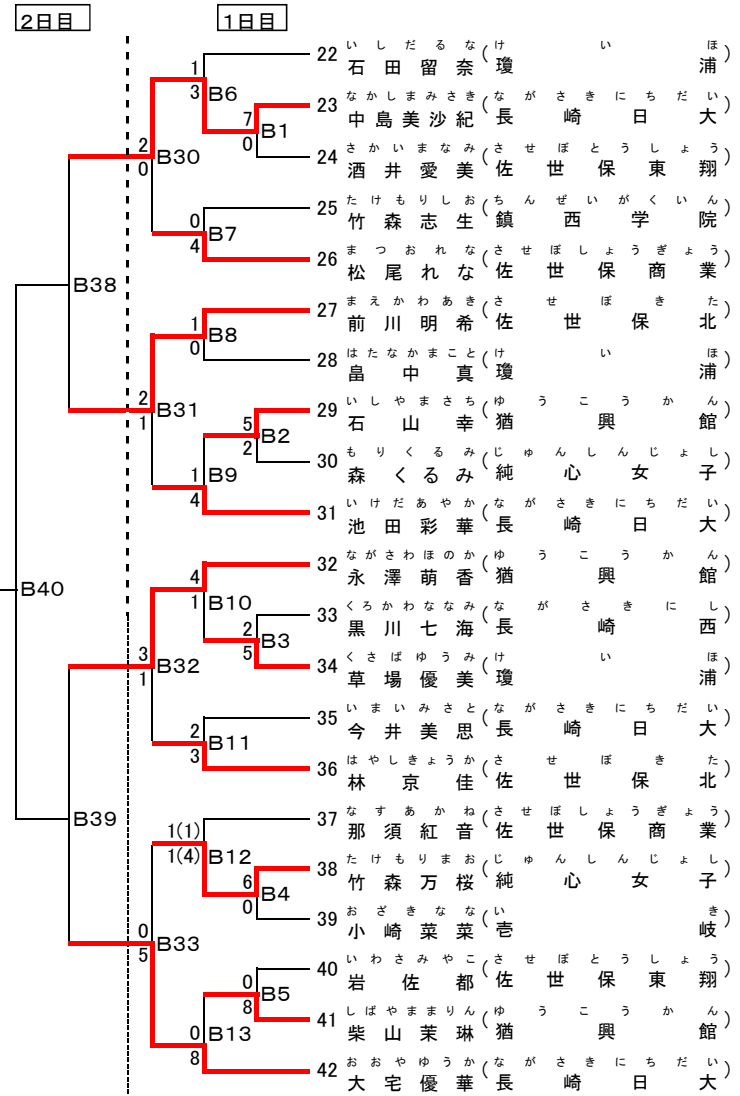 2日目 1日目
いしだるな(けいほ
22 石田留奈(瓊浦)
1
3 B6
なかしまみさき(ながさきにちだい
23 中島美沙紀(長崎日大)
7
0 B1
さかいまなみ(させぼとうしょう
24 酒井愛美(佐世保東翔)
2
0 B30
たけもりしお(ちんぜいがくいん
25 竹森志生(鎮西学院)
0
4 B7
まつおれな(させぼしょうぎょう
26 松尾れな(佐世保商業)
B38
まえかわあき(させぼきた
27 前川明希(佐世保北)
1
0 B8
はたなかまこと(けいほ
28 畠中真(瓊浦)
2
1 B31
いしやまさち(ゆうこうかん
29 石山幸(猶興館)
5
2 B2
もりくるみ(じゅんしんじょし
30 森くるみ(純心女子)
1
4 B9
いけだあやか(ながさきにちだい
31 池田彩華(長崎日大)
B40
ながさわほのか(ゆうこうかん
32 永澤萌香(猶興館)
4
1 B10
くろかわななみ(ながさきにし
33 黒川七海(長崎西)
2
5 B3
くさばゆうみ(けいほ
34 草場優美(瓊浦)
3
1 B32
いまいみさと(ながさきにちだい
35 今井美思(長崎日大)
2
3 B11
はやしきょうか(させぼきた
36 林京佳(佐世保北)
B39
なすあかね(させぼしょうぎょう
37 那須紅音(佐世保商業)
1(1)
1(4) B12
たけもりまお(じゅんしんじょし
38 竹森万桜(純心女子)
6
0 B4
おざきなな(いき
39 小崎菜菜(壱岐)
0
5 B33
いわさみやこ(させぼとうしょう
40 岩佐都(佐世保東翔)
0
8 B5
しばやままりん(ゆうこうかん
41 柴山茉琳(猶興館)
0
8 B13
おおやゆうか(ながさきにちだい
42 大宅優華(長崎日大)